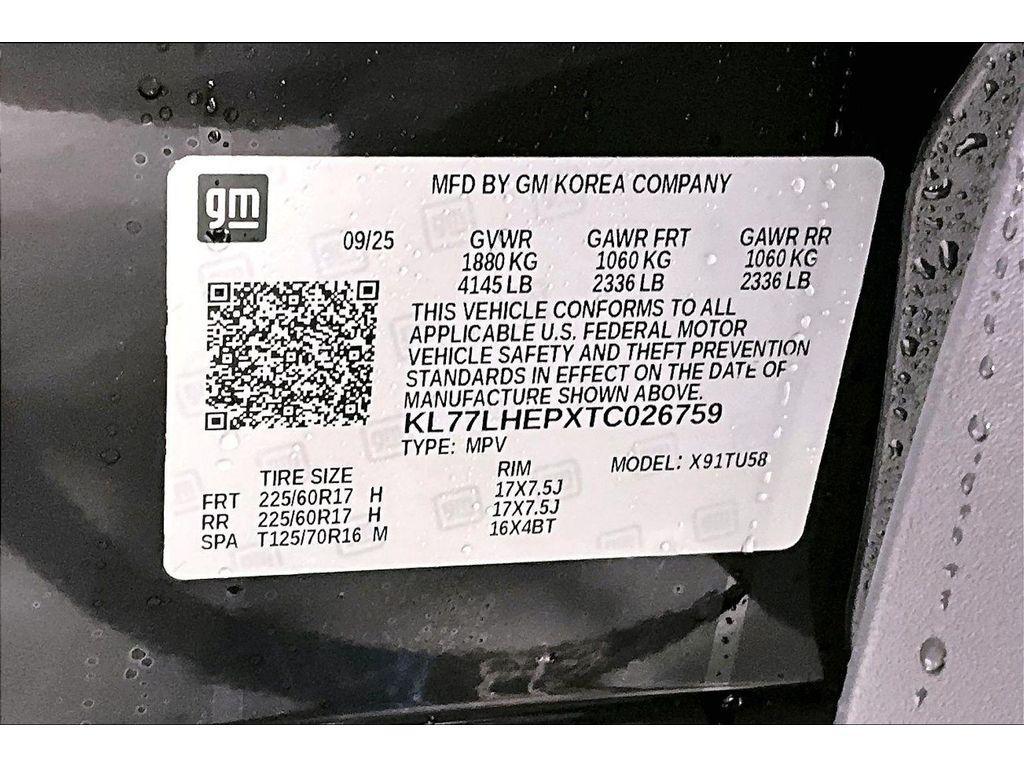 gm
MFD BY GM KOREA COMPANY
09/25 GVWR GAWR FRT GAWR RR
1880 KG 1060 KG 1060 KG
4145 LB 2336 LB 2336 LB
THIS VEHICLE CONFORMS TO ALL
APPLICABLE U.S. FEDERAL MOTOR
VEHICLE SAFETY AND THEFT PREVENTION
STANDARDS IN EFFECT ON THE DATE OF
MANUFACTURE SHOWN ABOVE.
KL77LHEPXTC026759
TYPE: MPV MODEL: X91TU58
TIRE SIZE RIM
FRT 225/60R17 H 17X7.5J
RR 225/60R17 H 17X7.5J
SPA T125/70R16 M 16X4BT